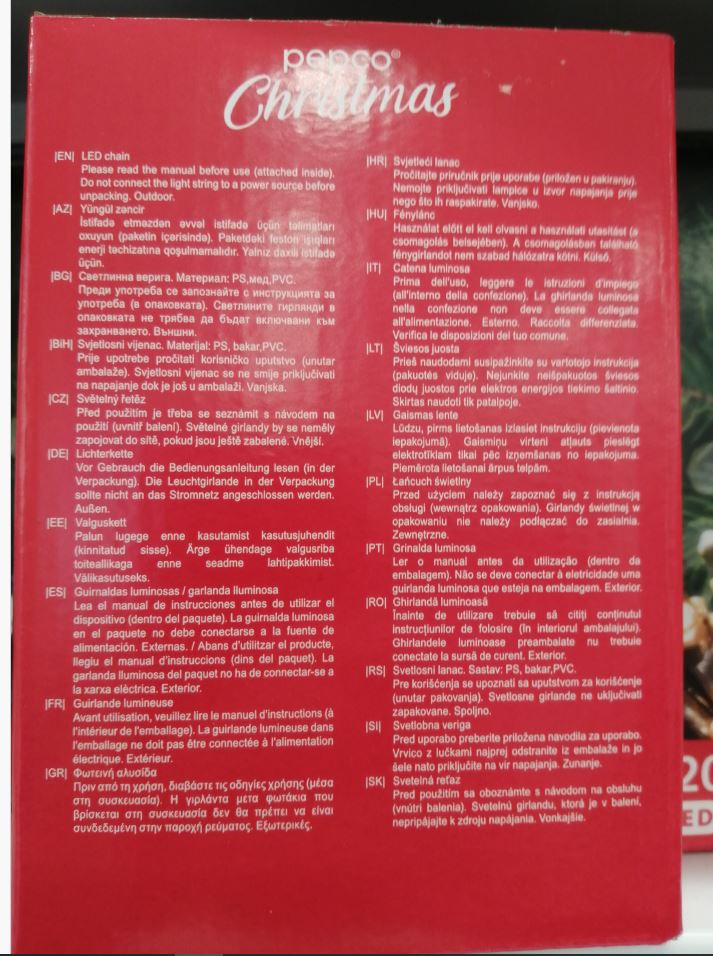 pepco®
Christmas
|EN| LED chain
Please read the manual before use (attached inside).
Do not connect the light string to a power source before
unpacking. Outdoor.
|AZ| Yüngül zəncir
İstifadə etməzdən əvvəl istifadə üçün təlimatları
oxuyun (paketin içərisində). Paketdəki feston işıqları
enerji təchizatına qoşulmamalıdır. Yalnız daxili istifadə
üçün.
|BG| Светлинна верига. Материал: PS,мед,PVC.
Преди употреба се запознайте с инструкцията за
употреба (в опаковката). Светлините гирлянди в
опаковката не трябва да бъдат включвани към
захранването. Външни.
|BiH| Svjetlosni vijenac. Materijal: PS, bakar,PVC.
Prije upotrebe pročitati korisničko uputstvo (unutar
ambalaže). Svjetlosni vijenac se ne smije priključivati
na napajanje dok je još u ambalaži. Vanjska.
|CZ| Světelný řetěz
Před použitím je třeba se seznámit s návodem na
použití (uvnitř balení). Světelné girlandy by se neměly
zapojovat do sítě, pokud jsou ještě zabalené. Vnější.
|DE| Lichterkette
Vor Gebrauch die Bedienungsanleitung lesen (in der
Verpackung). Die Leuchtgirlande in der Verpackung
sollte nicht an das Stromnetz angeschlossen werden.
Außen.
|EE| Valguskett
Palun lugege enne kasutamist kasutusjuhendit
(kinnitatud sisse). Ärge ühendage valgusriba
toiteallikaga enne seadme lahtipakkimist.
Välikasutuseks.
|ES| Guirnaldas luminosas / garlanda lluminosa
Lea el manual de instrucciones antes de utilizar el
dispositivo (dentro del paquete). La guirnalda luminosa
en el paquete no debe conectarse a la fuente de
alimentación. Externas. / Abans d'utilitzar el producte,
llegiu el manual d'instruccions (dins del paquet). La
garlanda lluminosa del paquet no ha de connectar-se a
la xarxa elèctrica. Exterior.
|FR| Guirlande lumineuse
Avant utilisation, veuillez lire le manuel d'instructions (à
l'intérieur de l'emballage). La guirlande lumineuse dans
l'emballage ne doit pas être connectée à l'alimentation
électrique. Extérieur.
|GR| Φωτεινή αλυσίδα
Πριν από τη χρήση, διαβάστε τις οδηγίες χρήσης (μέσα
στη συσκευασία). Η γιρλάντα μετα φωτάκια που
βρίσκεται στη συσκευασία δεν θα πρέπει να είναι
συνδεδεμένη στην παροχή ρεύματος. Εξωτερικές.
|HR| Svjetleći lanac
Pročitajte priručnik prije uporabe (priložen u pakiranju).
Nemojte priključivati lampice u izvor napajanja prije
nego što ih raspakirate. Vanjsko.
|HU| Fénylánc
Használat előtt el kell olvasni a használati utasítást (a
csomagolás belsejében). A csomagolásban található
fénygirlandot nem szabad hálózatra kötni. Külső.
|IT| Catena luminosa
Prima dell'uso, leggere le istruzioni d'impiego
(all'interno della confezione). La ghirlanda luminosa
nella confezione non deve essere collegata
all'alimentazione. Esterno. Raccolta differenziata.
Verifica le disposizioni del tuo comune.
|LT| Šviesos juosta
Prieš naudodami susipažinkite su vartotojo instrukcija
(pakuotės viduje). Nejunkite neišpakuotos šviesos
diodų juostos prie elektros energijos tiekimo šaltinio.
Skirtas naudoti tik patalpoje.
|LV| Gaismas lente
Lūdzu, pirms lietošanas izlasiet instrukciju (pievienota
iepakojumā). Gaismiņu virteni atļauts pieslēgt
elektrotīklam tikai pēc izņemšanas no iepakojuma.
Piemērota lietošanai ārpus telpām.
|PL| Łańcuch świetlny
Przed użyciem należy zapoznać się z instrukcją
obsługi (wewnątrz opakowania). Girlandy świetlnej w
opakowaniu nie należy podłączać do zasialnia.
Zewnętrzne.
|PT| Grinalda luminosa
Ler o manual antes da utilização (dentro da
embalagem). Não se deve conectar à eletricidade uma
guirlanda luminosa que esteja na embalagem. Exterior.
|RO| Ghirlandă luminoasă
Înainte de utilizare trebuie să citiți conținutul
instrucțiunilor de folosire (în interiorul ambalajului).
Ghirlandele luminoase preambalate nu trebuie
conectate la sursă de curent. Exterior.
|RS| Svetlosni lanac. Sastav: PS, bakar,PVC.
Pre korišćenja se upoznati sa uputstvom za korišćenje
(unutar pakovanja). Svetlosne girlande ne uključivati
zapakovane. Spoljno.
|SI| Svetlobna veriga
Pred uporabo preberite priložena navodila za uporabo.
Vrvico z lučkami najprej odstranite iz embalaže in jo
šele nato priključite na vir napajanja. Zunanje.
|SK| Svetelná reťaz
Pred použitím sa oboznámte s návodom na obsluhu
(vnútri balenia). Svetelnú girlandu, ktorá je v balení,
nepripájajte k zdroju napájania. Vonkajšie.
20
ED